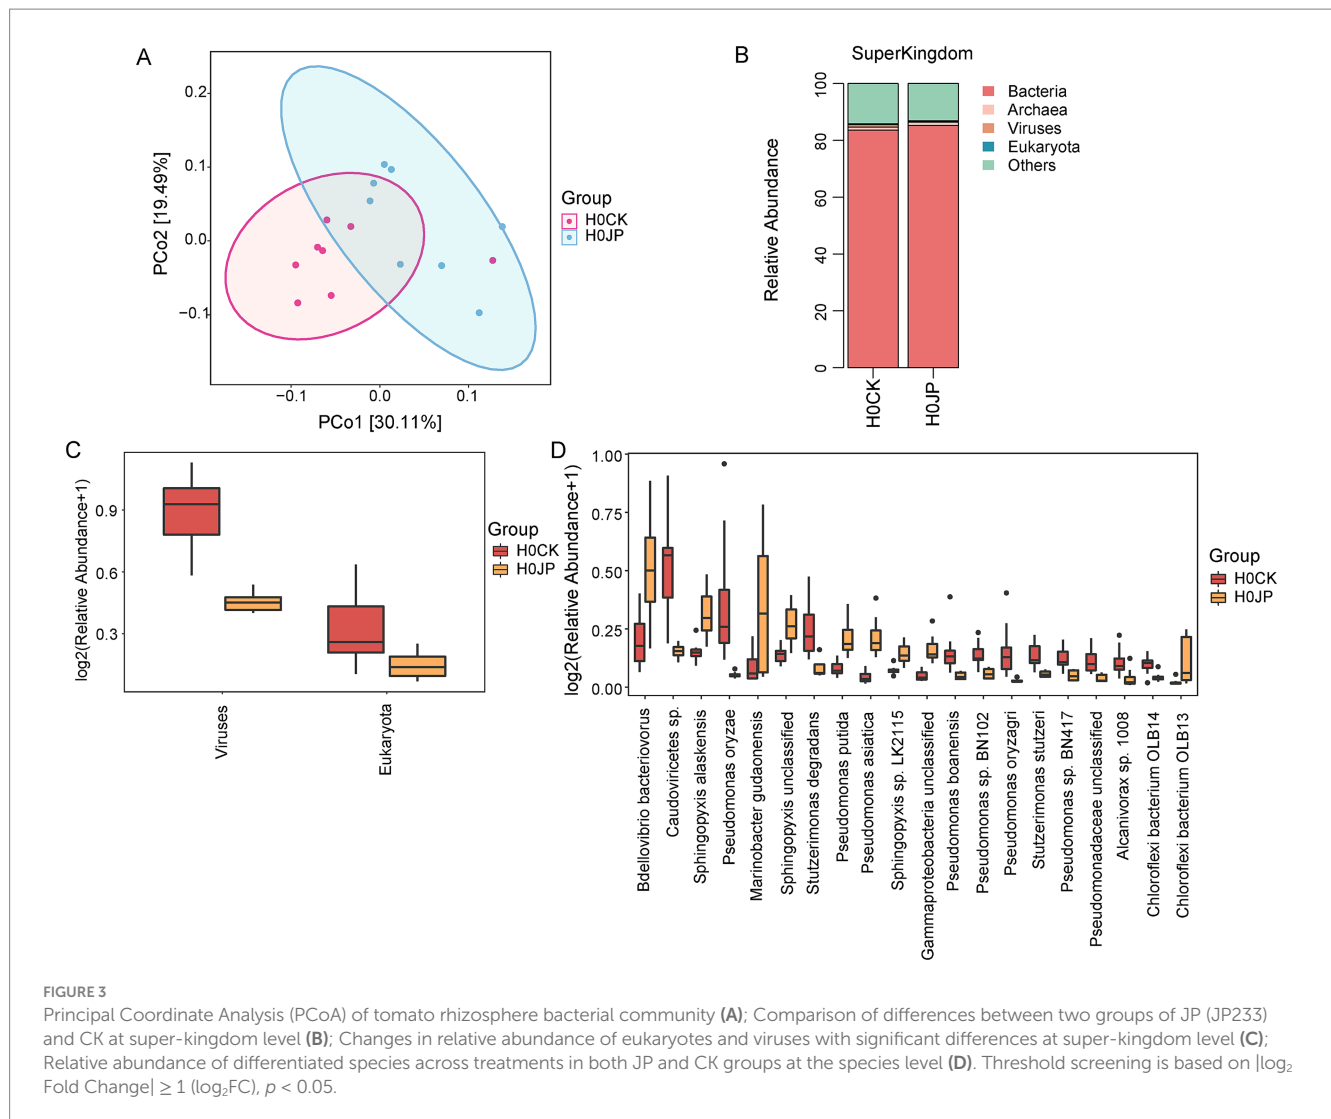 A
PCo2 [19.49%]
0.2
0.1
0.0
−0.1
−0.1 0.0 0.1
PCo1 [30.11%]
Group
H0CK
H0JP
B
SuperKingdom
Relative Abundance
100
80
60
40
20
0
H0CK
H0JP
Bacteria
Archaea
Viruses
Eukaryota
Others
C
log2(Relative Abundance+1)
0.9
0.6
0.3
Viruses
Eukaryota
Group
H0CK
H0JP
D
log2(Relative Abundance+1)
1.00
0.75
0.50
0.25
0.00
Bdellovibrio bacteriovorus
Caudoviricetes sp.
Sphingopyxis alaskensis
Pseudomonas oryzae
Marinobacter gudaonensis
Sphingopyxis unclassified
Stutzerimonas degradans
Pseudomonas putida
Pseudomonas asiatica
Sphingopyxis sp. LK2115
Gammaproteobacteria unclassified
Pseudomonas boanensis
Pseudomonas sp. BN102
Pseudomonas oryzagri
Stutzerimonas stutzeri
Pseudomonas sp. BN417
Pseudomonadaceae unclassified
Alcanivorax sp. 1008
Chloroflexi bacterium OLB14
Chloroflexi bacterium OLB13
Group
H0CK
H0JP
FIGURE 3
Principal Coordinate Analysis (PCoA) of tomato rhizosphere bacterial community (A); Comparison of differences between two groups of JP (JP233)
and CK at super-kingdom level (B); Changes in relative abundance of eukaryotes and viruses with significant differences at super-kingdom level (C);
Relative abundance of differentiated species across treatments in both JP and CK groups at the species level (D). Threshold screening is based on |log₂
Fold Change| ≥ 1 (log₂FC), p < 0.05.